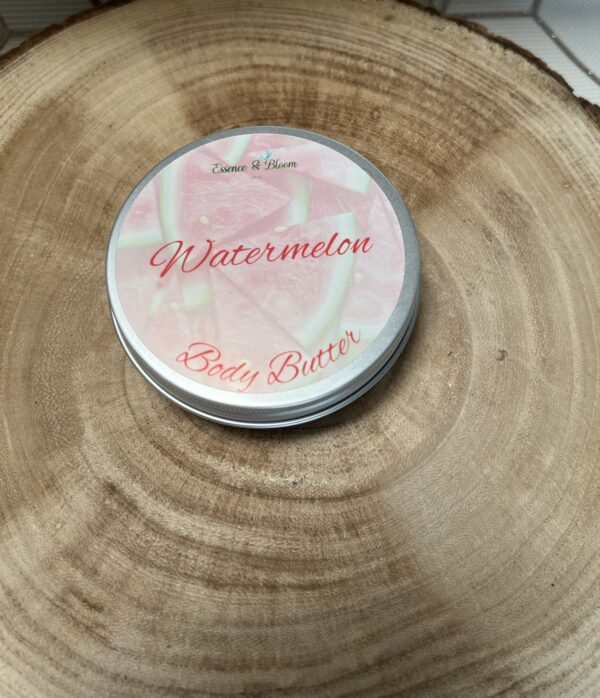 Essence & Bloom
Watermelon
Body Butter